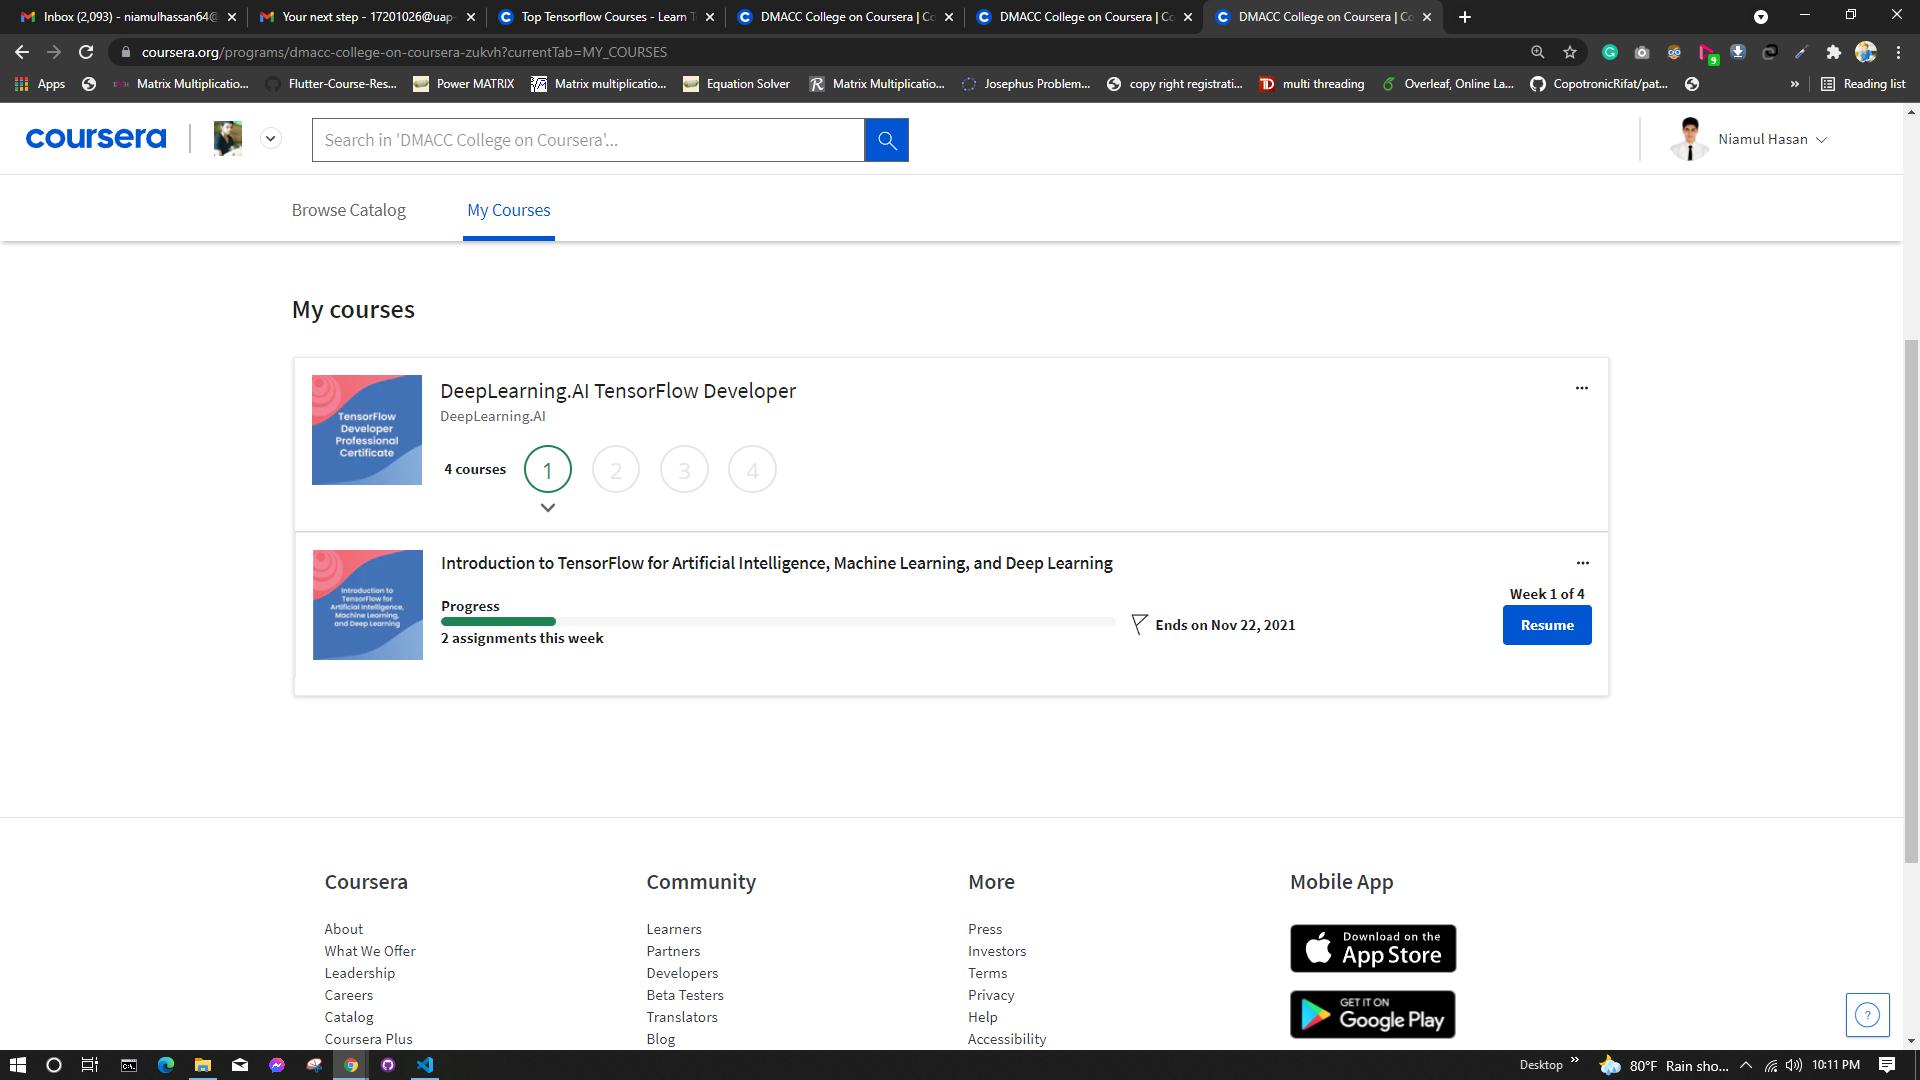 Inbox (2,093) - niamulhassan64@
Your next step - 17201026@uap-
Top Tensorflow Courses - Learn T
DMACC College on Coursera | Co
DMACC College on Coursera | Co
DMACC College on Coursera | Co
coursera.org/programs/dmacc-college-on-coursera-zukvh?currentTab=MY_COURSES
9
Apps
Matrix Multiplicatio...
Flutter-Course-Res...
Power MATRIX
Matrix multiplicatio...
Equation Solver
Matrix Multiplicatio...
Josephus Problem...
copy right registrati...
multi threading
Overleaf, Online La...
CopotronicRifat/pat...
Reading list
coursera
Search in 'DMACC College on Coursera'...
Niamul Hasan
Browse Catalog
My Courses
My courses
TensorFlow
Developer
Professional
Certificate
DeepLearning.AI TensorFlow Developer
DeepLearning.AI
4 courses 1 2 3 4
Introduction to
TensorFlow for
Artificial Intelligence,
Machine Learning,
and Deep Learning
Introduction to TensorFlow for Artificial Intelligence, Machine Learning, and Deep Learning
Progress
2 assignments this week
Ends on Nov 22, 2021
Week 1 of 4
Resume
Coursera
About
What We Offer
Leadership
Careers
Catalog
Coursera Plus
Community
Learners
Partners
Developers
Beta Testers
Translators
Blog
More
Press
Investors
Terms
Privacy
Help
Accessibility
Mobile App
Download on the
App Store
GET IT ON
Google Play
?
Desktop
80°F Rain sho...
10:11 PM